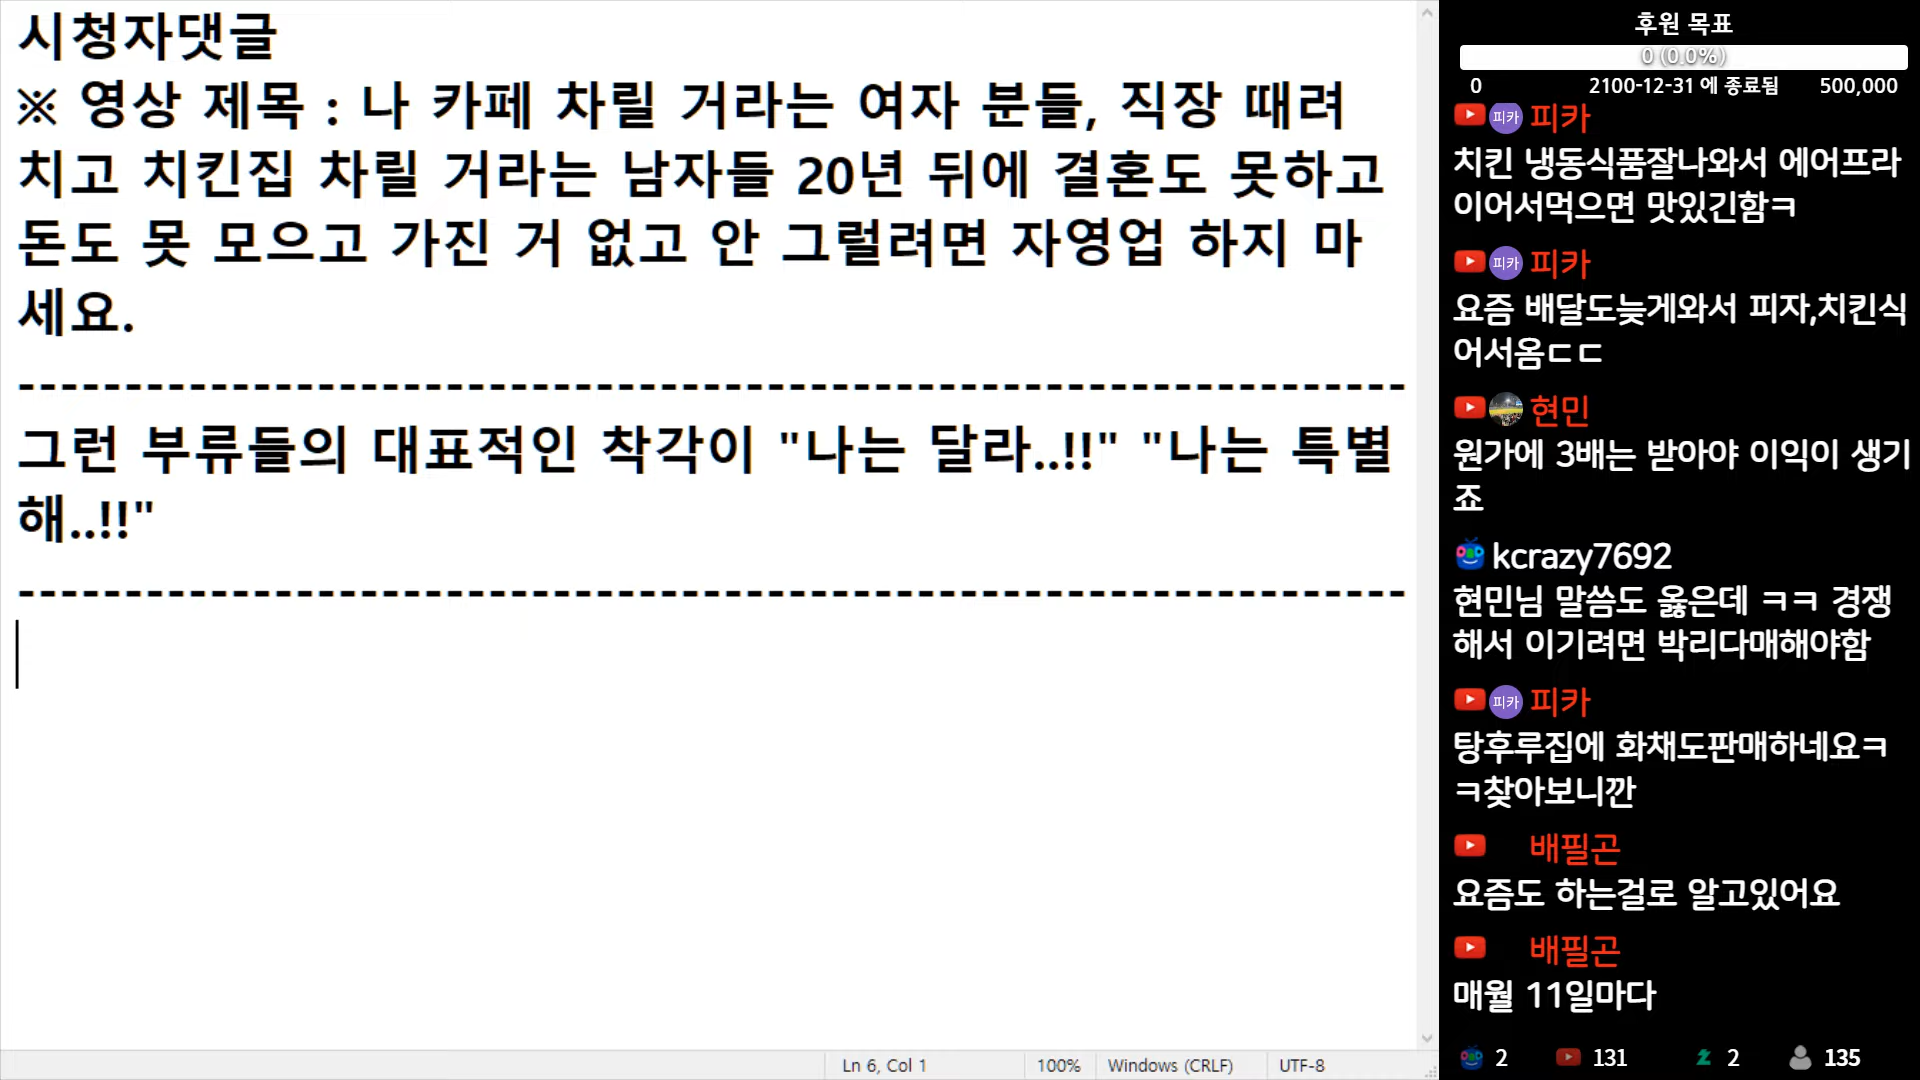 시청자댓글
※ 영상 제목 : 나 카페 차릴 거라는 여자 분들, 직장 때려
치고 치킨집 차릴 거라는 남자들 20년 뒤에 결혼도 못하고
돈도 못 모으고 가진 거 없고 안 그럴려면 자영업 하지 마
세요.
--------------------------------------------------------------------
그런 부류들의 대표적인 착각이 "나는 달라..!!" "나는 특별
해..!!"
--------------------------------------------------------------------
Ln 6, Col 1 100% Windows (CRLF) UTF-8
후원 목표
0 (0.0%)
0 2100-12-31 에 종료됨 500,000
피카 피카
치킨 냉동식품잘나와서 에어프라
이어서먹으면 맛있긴함ㅋ
피카 피카
요즘 배달도늦게와서 피자,치킨식
어서옴ㄷㄷ
현민
원가에 3배는 받아야 이익이 생기
죠
kcrazy7692
현민님 말씀도 옳은데 ㅋㅋ 경쟁
해서 이기려면 박리다매해야함
피카 피카
탕후루집에 화채도판매하네요ㅋ
ㅋ찾아보니깐
배필곤
요즘도 하는걸로 알고있어요
배필곤
매월 11일마다
2 131 2 135